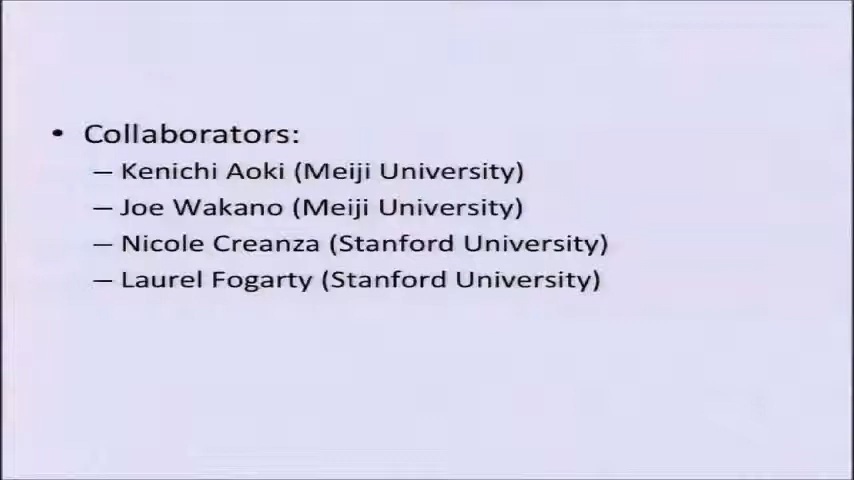 • Collaborators:
– Kenichi Aoki (Meiji University)
– Joe Wakano (Meiji University)
– Nicole Creanza (Stanford University)
– Laurel Fogarty (Stanford University)